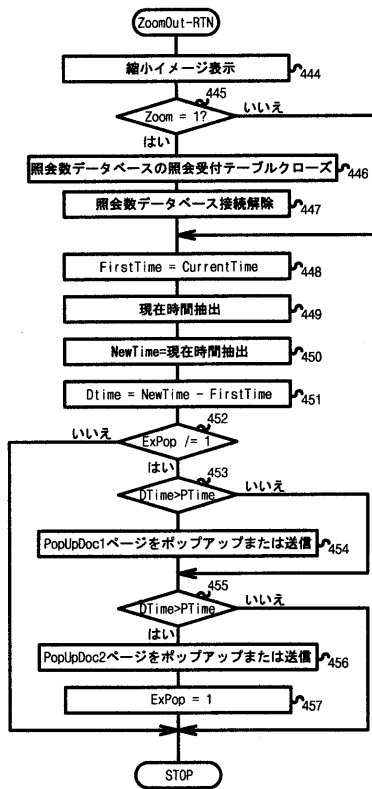 ZoomOut-RTN
縮小イメージ表示
444
445
Zoom = 1?
いいえ
はい
照会数データベースの照会受付テーブルクローズ
446
照会数データベース接続解除
447
FirstTime = CurrentTime
448
現在時間抽出
449
NewTime=現在時間抽出
450
Dtime = NewTime - FirstTime
451
452
いいえ
ExPop /= 1
はい
453
DTime>PTime
いいえ
PopUpDoc1ページをポップアップまたは送信
454
455
DTime>PTime
いいえ
はい
PopUpDoc2ページをポップアップまたは送信
456
ExPop = 1
457
STOP